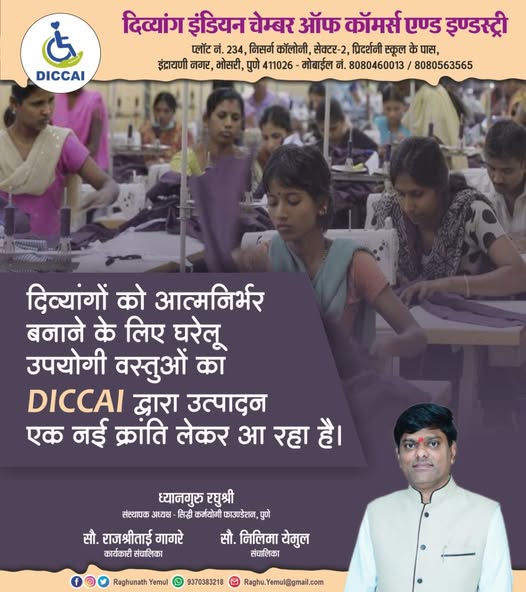 DICCAI
दिव्यांग इंडियन चेम्बर ऑफ कॉमर्स एण्ड इण्डस्ट्री
प्लॉट नं. 234, निसर्ग कॉलोनी, सेक्टर-2, प्रिदर्शनी स्कूल के पास,
इंद्रायणी नगर, भोसरी, पुणे 411026 - मोबाईल नं. 8080460013 / 8080563565
दिव्यांगों को आत्मनिर्भर
बनाने के लिए घरेलू
उपयोगी वस्तुओं का
DICCAI द्वारा उत्पादन
एक नई क्रांति लेकर आ रहा है।
ध्यानगुरु रघुश्री
संस्थापक अध्यक्ष - सिद्धी कर्मयोगी फाउण्डेशन, पुणे
सौ. राजश्रीताई गागरे सौ. निलिमा येमुल
कार्यकारी संचालिका संचालिका
Raghunath Yemul 9370383218 Raghu.Yemul@gmail.com